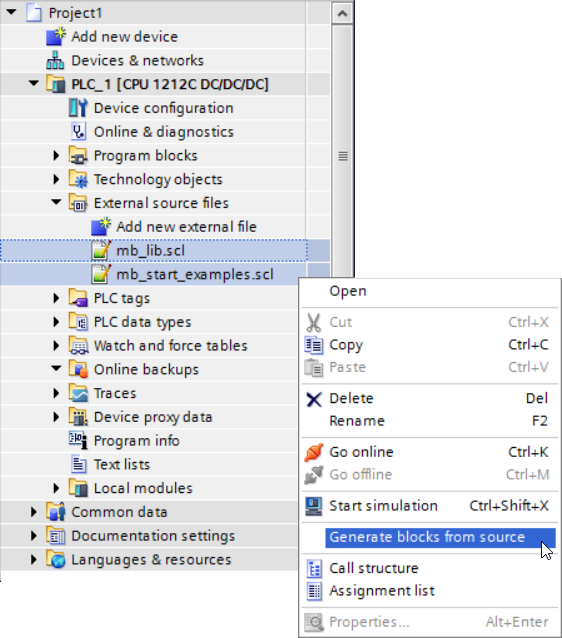 Project1
Add new device
Devices & networks
PLC_1 [CPU 1212C DC/DC/DC]
Device configuration
Online & diagnostics
Program blocks
Technology objects
External source files
Add new external file
mb_lib.scl
mb_start_examples.scl
PLC tags
PLC data types
Watch and force tables
Online backups
Traces
Device proxy data
Program info
Text lists
Local modules
Common data
Documentation settings
Languages & resources
Open
Cut Ctrl+X
Copy Ctrl+C
Paste Ctrl+V
Delete Del
Rename F2
Go online Ctrl+K
Go offline Ctrl+M
Start simulation Ctrl+Shift+X
Generate blocks from source
Call structure
Assignment list
Properties... Alt+Enter